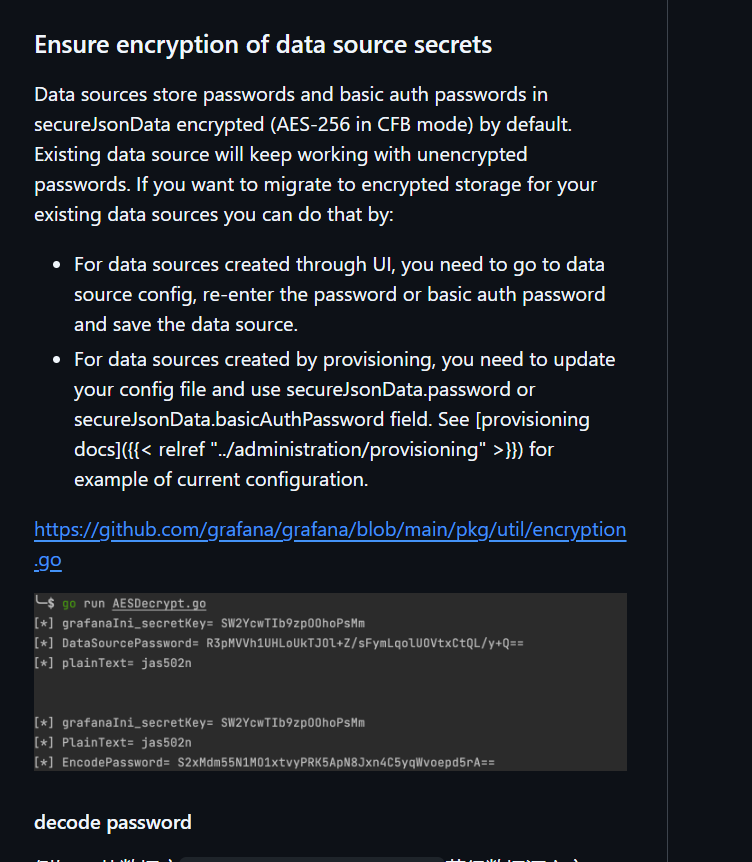 Ensure encryption of data source secrets
Data sources store passwords and basic auth passwords in
secureJsonData encrypted (AES-256 in CFB mode) by default.
Existing data source will keep working with unencrypted
passwords. If you want to migrate to encrypted storage for your
existing data sources you can do that by:
• For data sources created through UI, you need to go to data
source config, re-enter the password or basic auth password
and save the data source.
• For data sources created by provisioning, you need to update
your config file and use secureJsonData.password or
secureJsonData.basicAuthPassword field. See [provisioning
docs]({{< relref "../administration/provisioning" >}}) for
example of current configuration.
https://github.com/grafana/grafana/blob/main/pkg/util/encryption
.go
╰─$ go run AESDecrypt.go
[*] grafanaIni_secretKey= SW2YcwTIb9zpOOhoPsMm
[*] DataSourcePassword= R3pMVVh1UHLoUkTJOl+Z/sFymLqolUOVtxCtQL/y+Q==
[*] plainText= jas502n
[*] grafanaIni_secretKey= SW2YcwTIb9zpOOhoPsMm
[*] PlainText= jas502n
[*] EncodePassword= S2xMdm55N1MO1xtvyPRK5ApN8Jxn4C5yqWvoepd5rA==
decode password